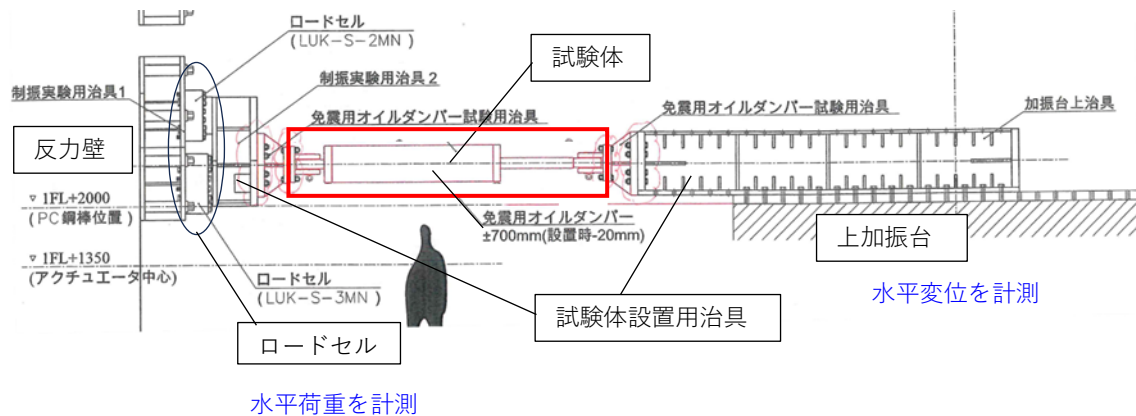 ロードセル
(LUK-S-2MN)
試験体
制振実験用治具1
制振実験用治具2
免震用オイルダンパー試験用治具
免震用オイルダンパー試験用治具
加振台上治具
反力壁
▽ 1FL+2000
(PC鋼棒位置)
免震用オイルダンパー
±700mm(設置時-20mm)
上加振台
▽ 1FL+1350
(アクチュエータ中心)
ロードセル
(LUK-S-3MN)
水平変位を計測
試験体設置用治具
ロードセル
水平荷重を計測